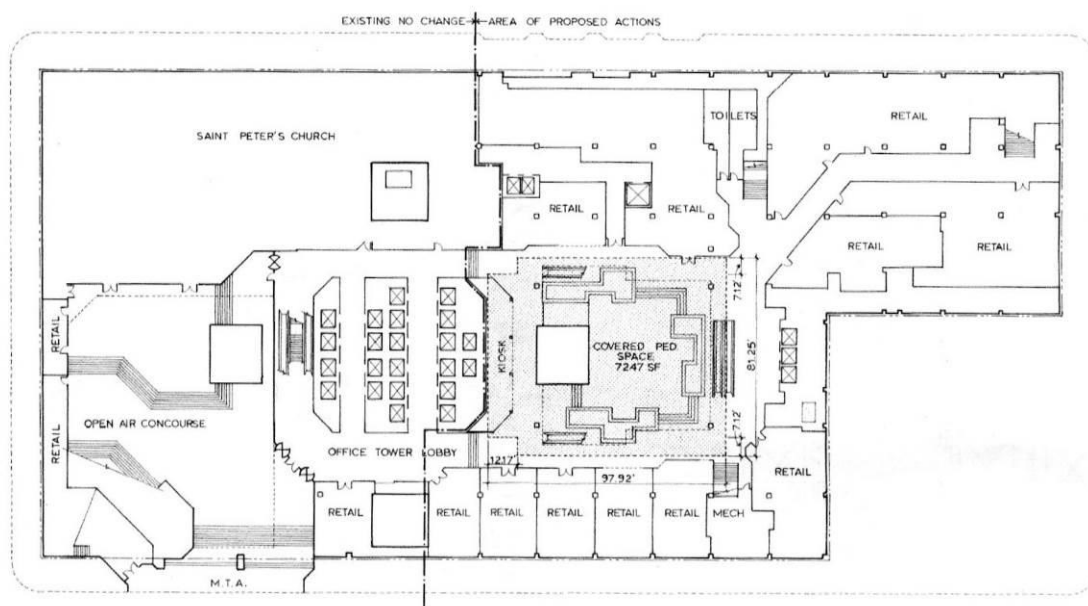 EXISTING NO CHANGE
AREA OF PROPOSED ACTIONS
SAINT PETER'S CHURCH
TOILETS
RETAIL
RETAIL
RETAIL
RETAIL
RETAIL
RETAIL
RETAIL
KIOSK
COVERED PED
SPACE
7247 SF
7.12'
81.25'
7.12'
OPEN AIR CONCOURSE
OFFICE TOWER LOBBY
12.17'
97.92'
RETAIL
RETAIL
RETAIL
RETAIL
RETAIL
RETAIL
RETAIL
MECH
RETAIL
M.T.A.